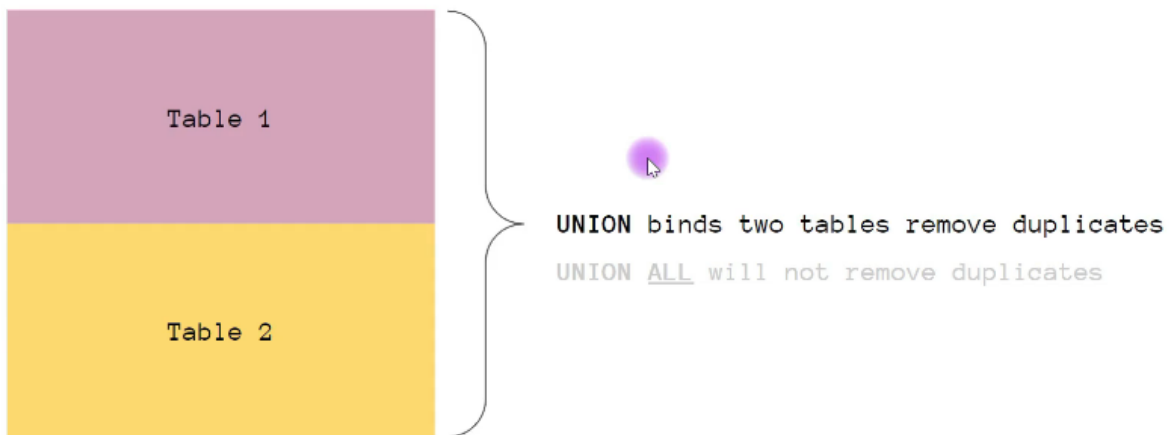 Table 1
UNION binds two tables remove duplicates
UNION ALL will not remove duplicates
Table 2